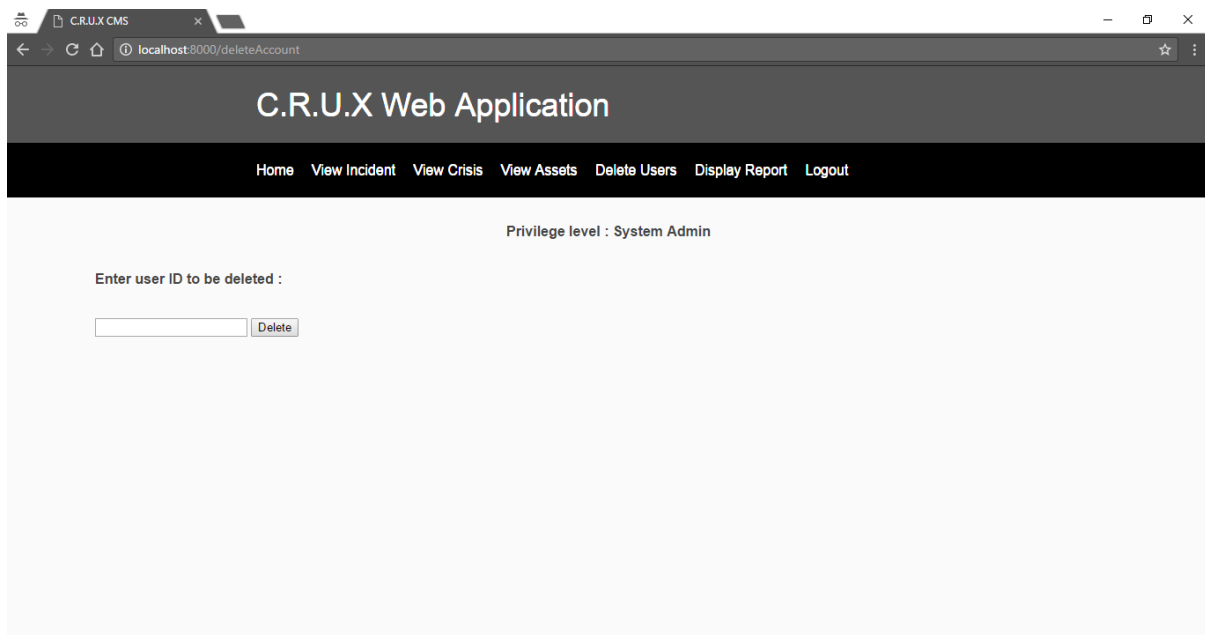 C.R.U.X CMS
localhost:8000/deleteAccount
C.R.U.X Web Application
Home View Incident View Crisis View Assets Delete Users Display Report Logout
Privilege level : System Admin
Enter user ID to be deleted :
Delete